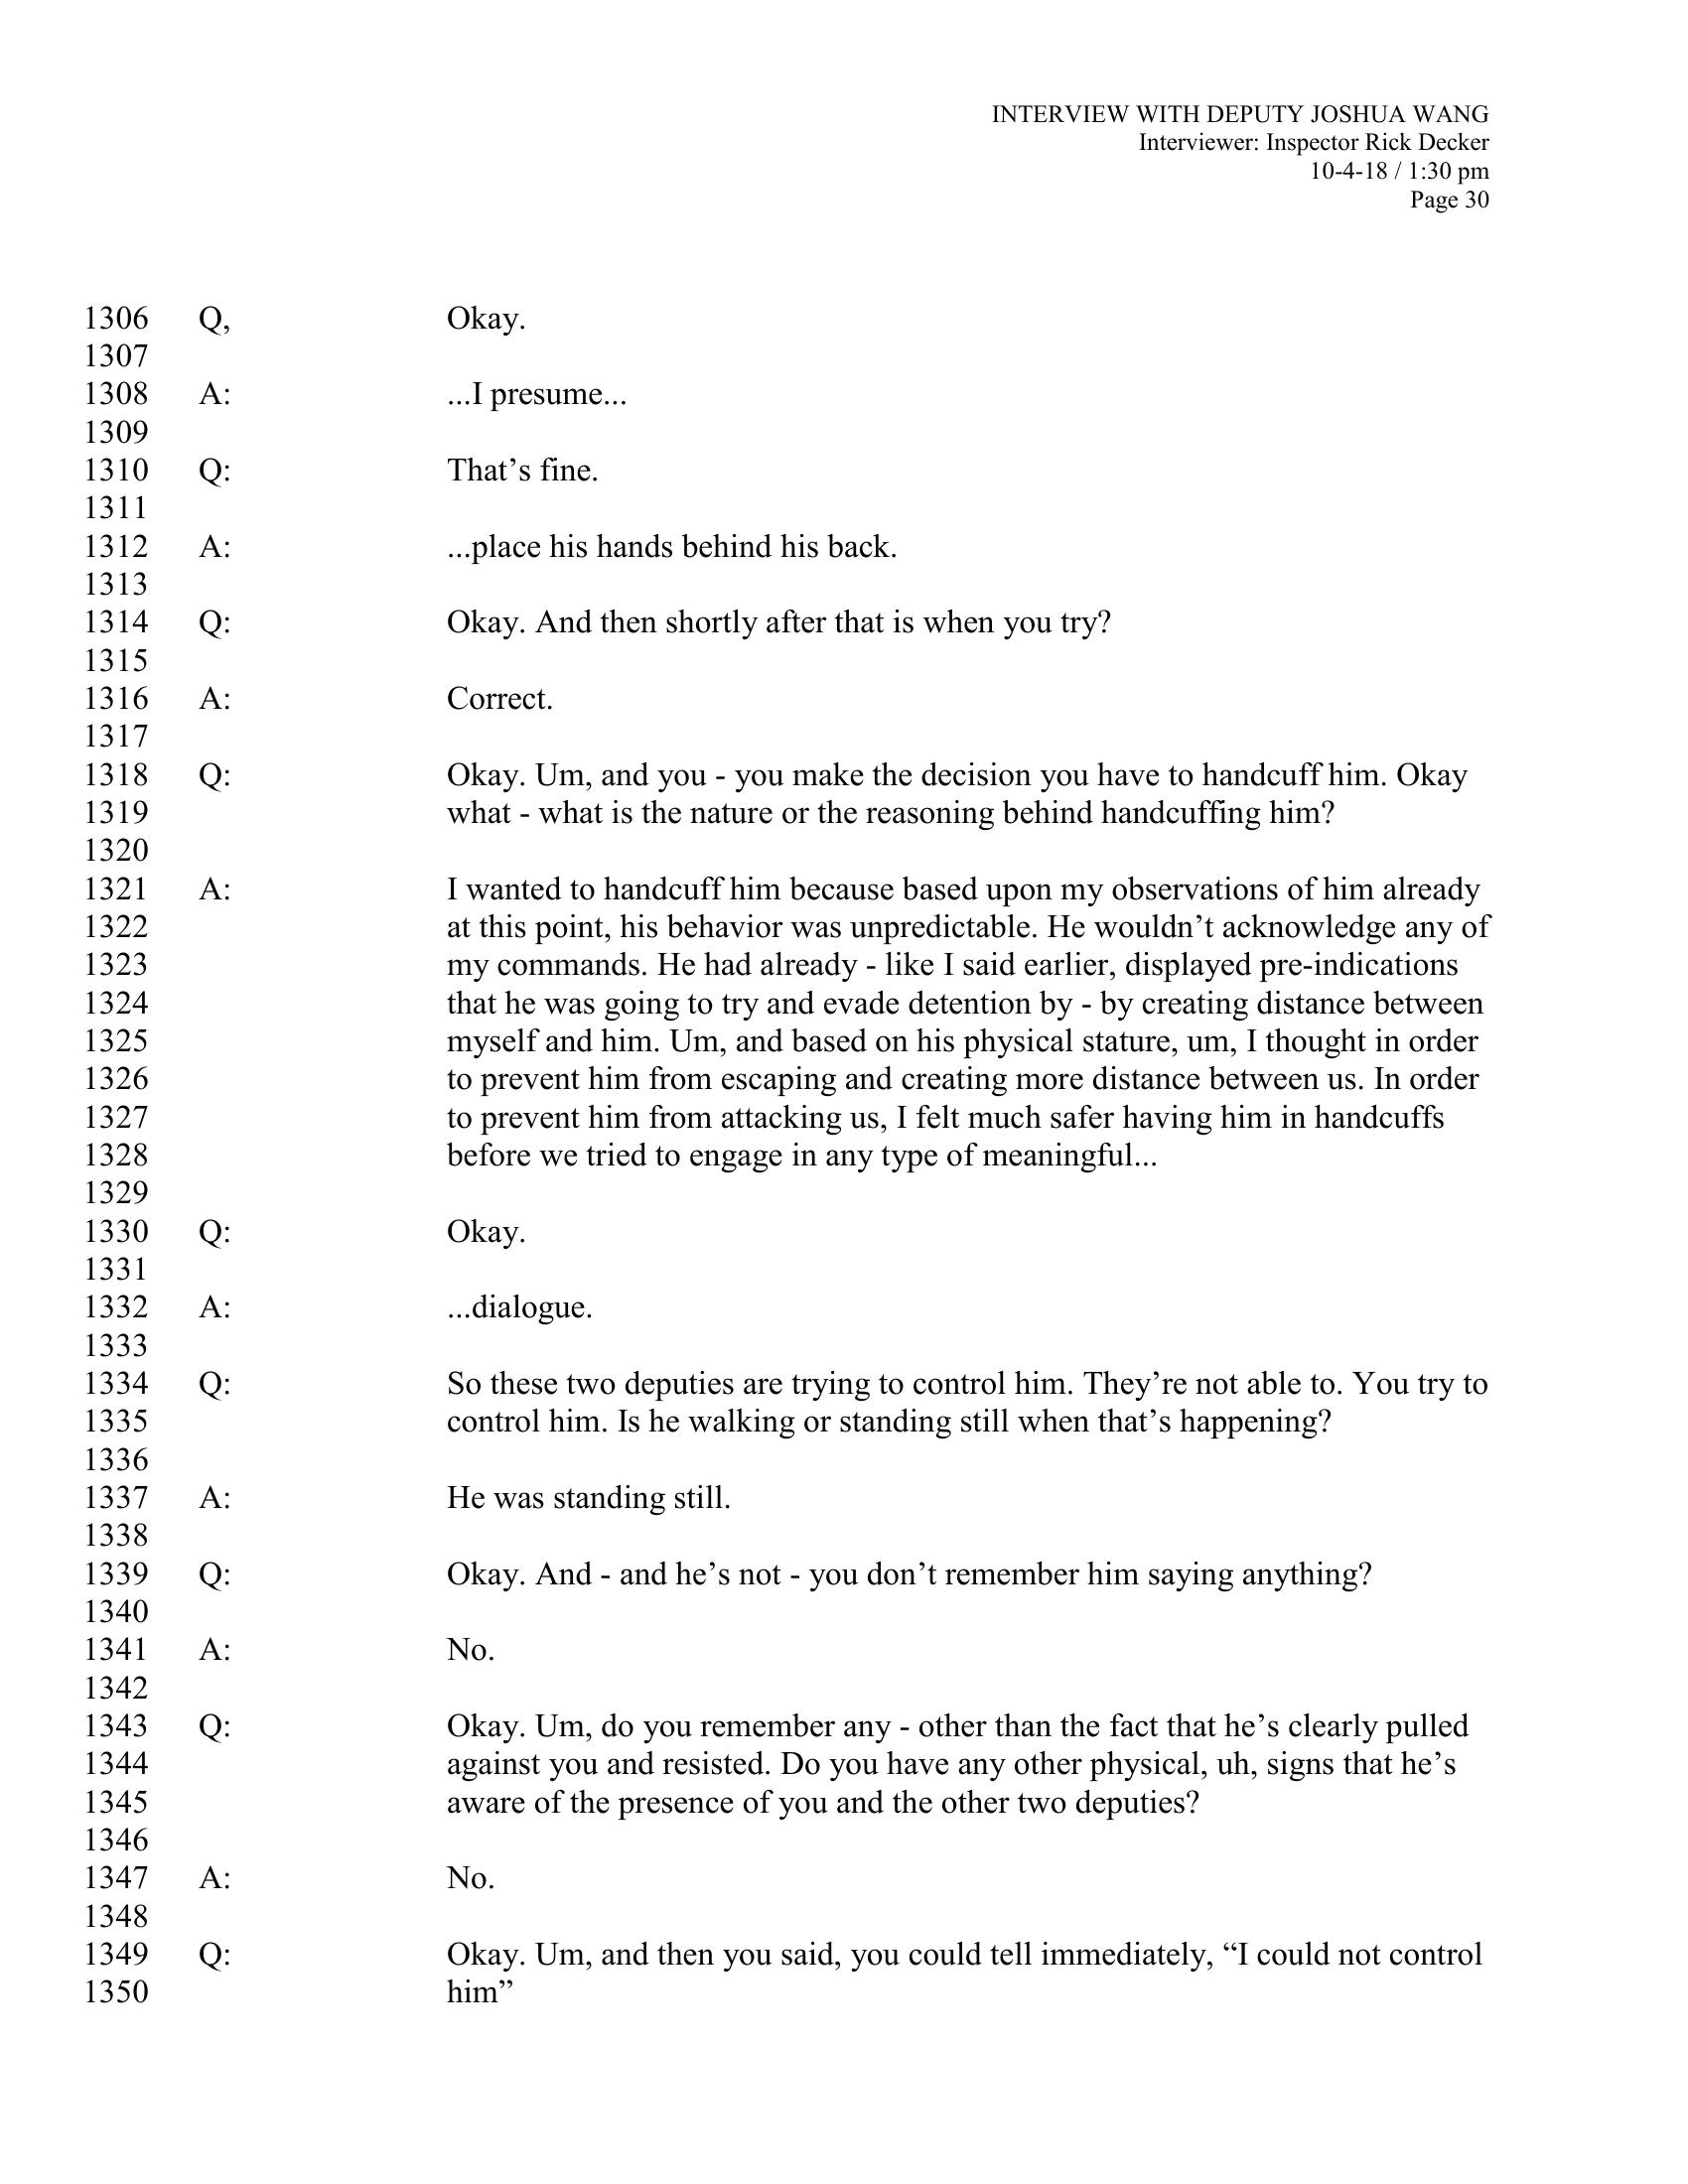 INTERVIEW WITH DEPUTY JOSHUA WANG
Interviewer: Inspector Rick Decker
10-4-18 / 1:30 pm
Page 30
1306 Q, Okay.
1307
1308 A: ...I presume...
1309
1310 Q: That’s fine.
1311
1312 A: ...place his hands behind his back.
1313
1314 Q: Okay. And then shortly after that is when you try?
1315
1316 A: Correct.
1317
1318 Q: Okay. Um, and you - you make the decision you have to handcuff him. Okay
1319 what - what is the nature or the reasoning behind handcuffing him?
1320
1321 A: I wanted to handcuff him because based upon my observations of him already
1322 at this point, his behavior was unpredictable. He wouldn’t acknowledge any of
1323 my commands. He had already - like I said earlier, displayed pre-indications
1324 that he was going to try and evade detention by - by creating distance between
1325 myself and him. Um, and based on his physical stature, um, I thought in order
1326 to prevent him from escaping and creating more distance between us. In order
1327 to prevent him from attacking us, I felt much safer having him in handcuffs
1328 before we tried to engage in any type of meaningful...
1329
1330 Q: Okay.
1331
1332 A: ...dialogue.
1333
1334 Q: So these two deputies are trying to control him. They’re not able to. You try to
1335 control him. Is he walking or standing still when that’s happening?
1336
1337 A: He was standing still.
1338
1339 Q: Okay. And - and he’s not - you don’t remember him saying anything?
1340
1341 A: No.
1342
1343 Q: Okay. Um, do you remember any - other than the fact that he’s clearly pulled
1344 against you and resisted. Do you have any other physical, uh, signs that he’s
1345 aware of the presence of you and the other two deputies?
1346
1347 A: No.
1348
1349 Q: Okay. Um, and then you said, you could tell immediately, “I could not control
1350 him”